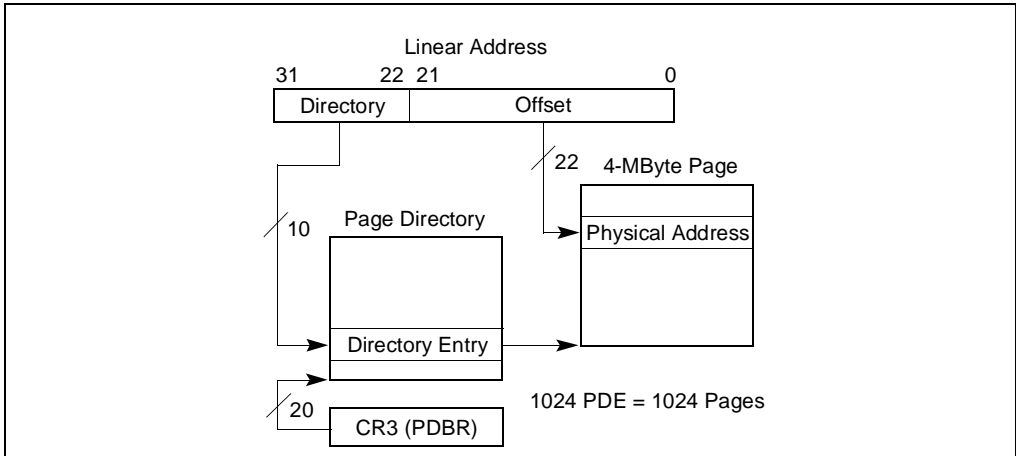 Linear Address
31 22 21 0
Directory Offset
22
4-MByte Page
10
Page Directory
Physical Address
Directory Entry
1024 PDE = 1024 Pages
20
CR3 (PDBR)